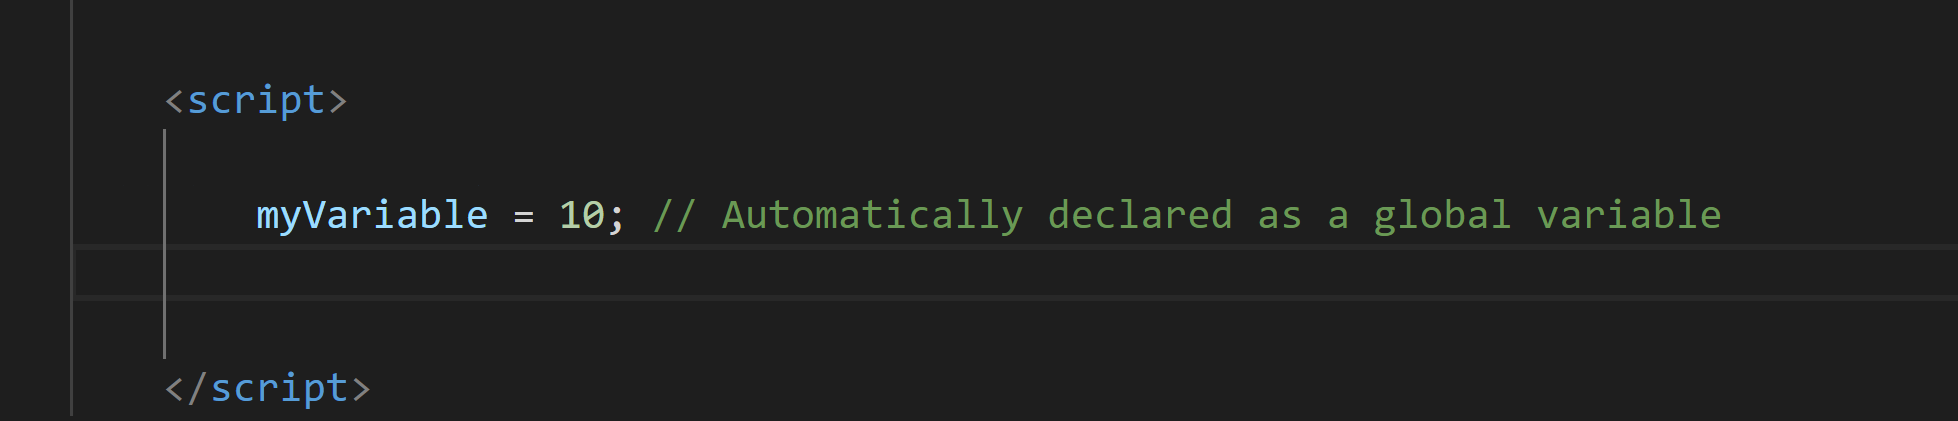 <script>
myVariable = 10; // Automatically declared as a global variable
</script>